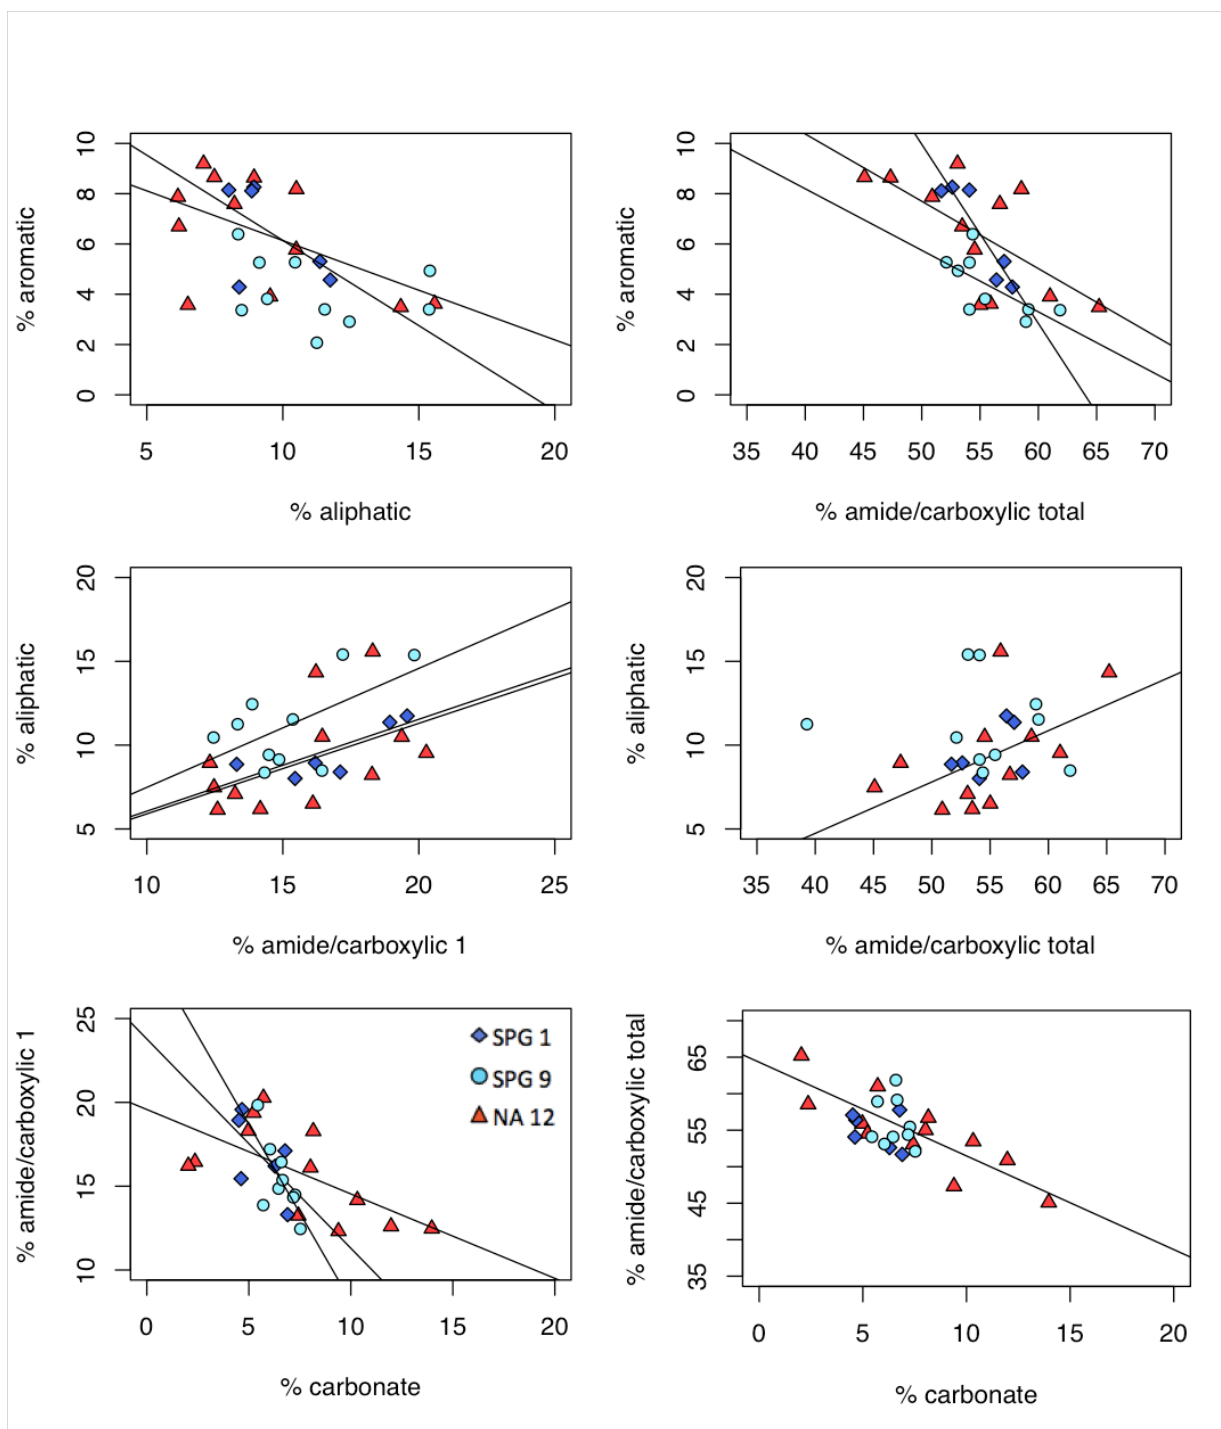 % aromatic
10
8
6
4
2
0
5 10 15 20
% aliphatic
% aromatic
10
8
6
4
2
0
35 40 45 50 55 60 65 70
% amide/carboxylic total
% aliphatic
20
15
10
5
10 15 20 25
% amide/carboxylic 1
% aliphatic
20
15
10
5
35 40 45 50 55 60 65 70
% amide/carboxylic total
% amide/carboxylic 1
25
20
15
10
SPG 1
SPG 9
NA 12
0 5 10 15 20
% carbonate
% amide/carboxylic total
65
55
45
35
0 5 10 15 20
% carbonate